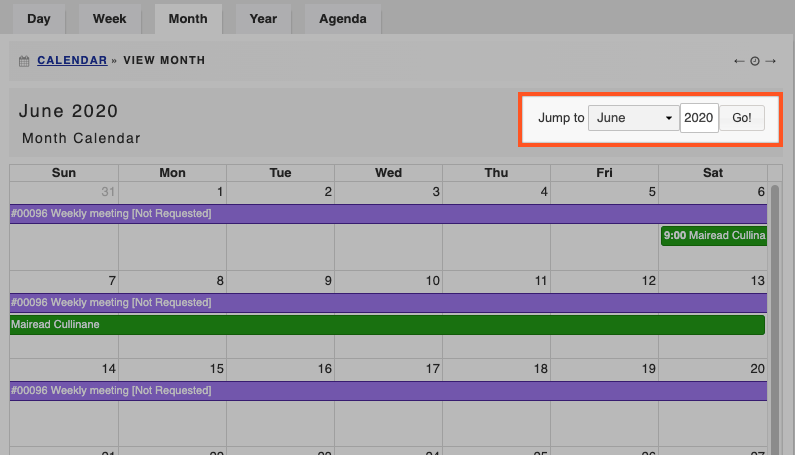 Day Week Month Year Agenda
CALENDAR » VIEW MONTH ← →
June 2020
Month Calendar
Jump to June 2020 Go!
Sun Mon Tue Wed Thu Fri Sat
31 1 2 3 4 5 6
#00096 Weekly meeting [Not Requested]
9:00 Mairead Cullina
7 8 9 10 11 12 13
#00096 Weekly meeting [Not Requested]
Mairead Cullinane
14 15 16 17 18 19 20
#00096 Weekly meeting [Not Requested]